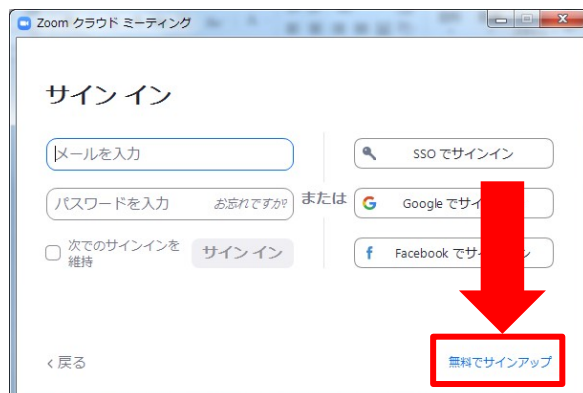 Zoom クラウド ミーティング
サイン イン
メールを入力
パスワードを入力 お忘れですか?
または
次でのサインインを
維持
サイン イン
SSO でサインイン
Google でサ
Facebook でサ ン
戻る
無料でサインアップ